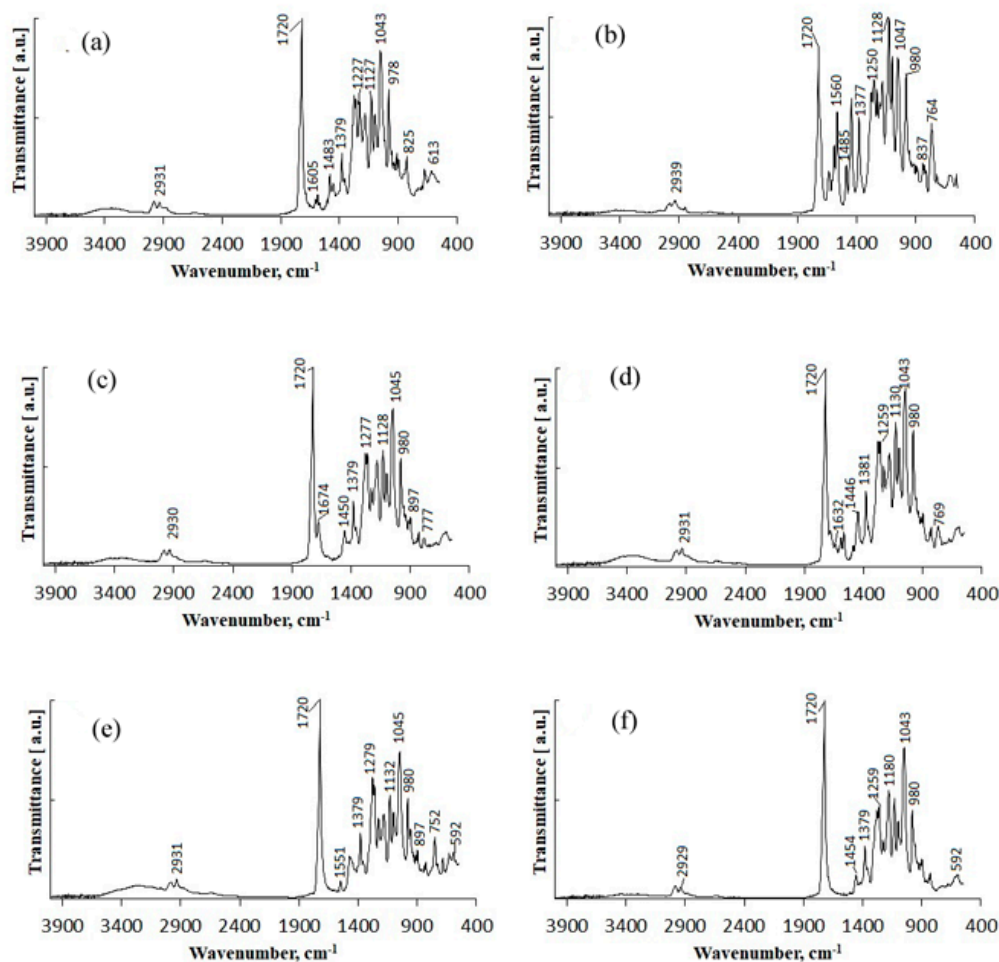 (a)
Transmittance [ a.u.]
1720
2931
1605
1483
1379
1227
1127
1043
978
825
613
3900 3400 2900 2400 1900 1400 900 400
Wavenumber, cm-1
(b)
Transmittance [ a.u.]
1720
2939
1560
1485
1377
1250
1128
1047
980
837
764
3900 3400 2900 2400 1900 1400 900 400
Wavenumber, cm-1
(c)
Transmittance [ a.u.]
1720
2930
1674
1450
1379
1277
1128
1045
980
897
777
3900 3400 2900 2400 1900 1400 900 400
Wavenumber, cm-1
(d)
Transmittance [ a.u.]
1720
2931
1632
1446
1381
1259
1130
1043
980
769
3900 3400 2900 2400 1900 1400 900 400
Wavenumber, cm-1
(e)
Transmittance [ a.u.]
1720
2931
1551
1379
1279
1132
1045
980
897
752
592
3900 3400 2900 2400 1900 1400 900 400
Wavenumber, cm-1
(f)
Transmittance [ a.u.]
1720
2929
1454
1379
1259
1180
1043
980
592
3900 3400 2900 2400 1900 1400 900 400
Wavenumber, cm-1